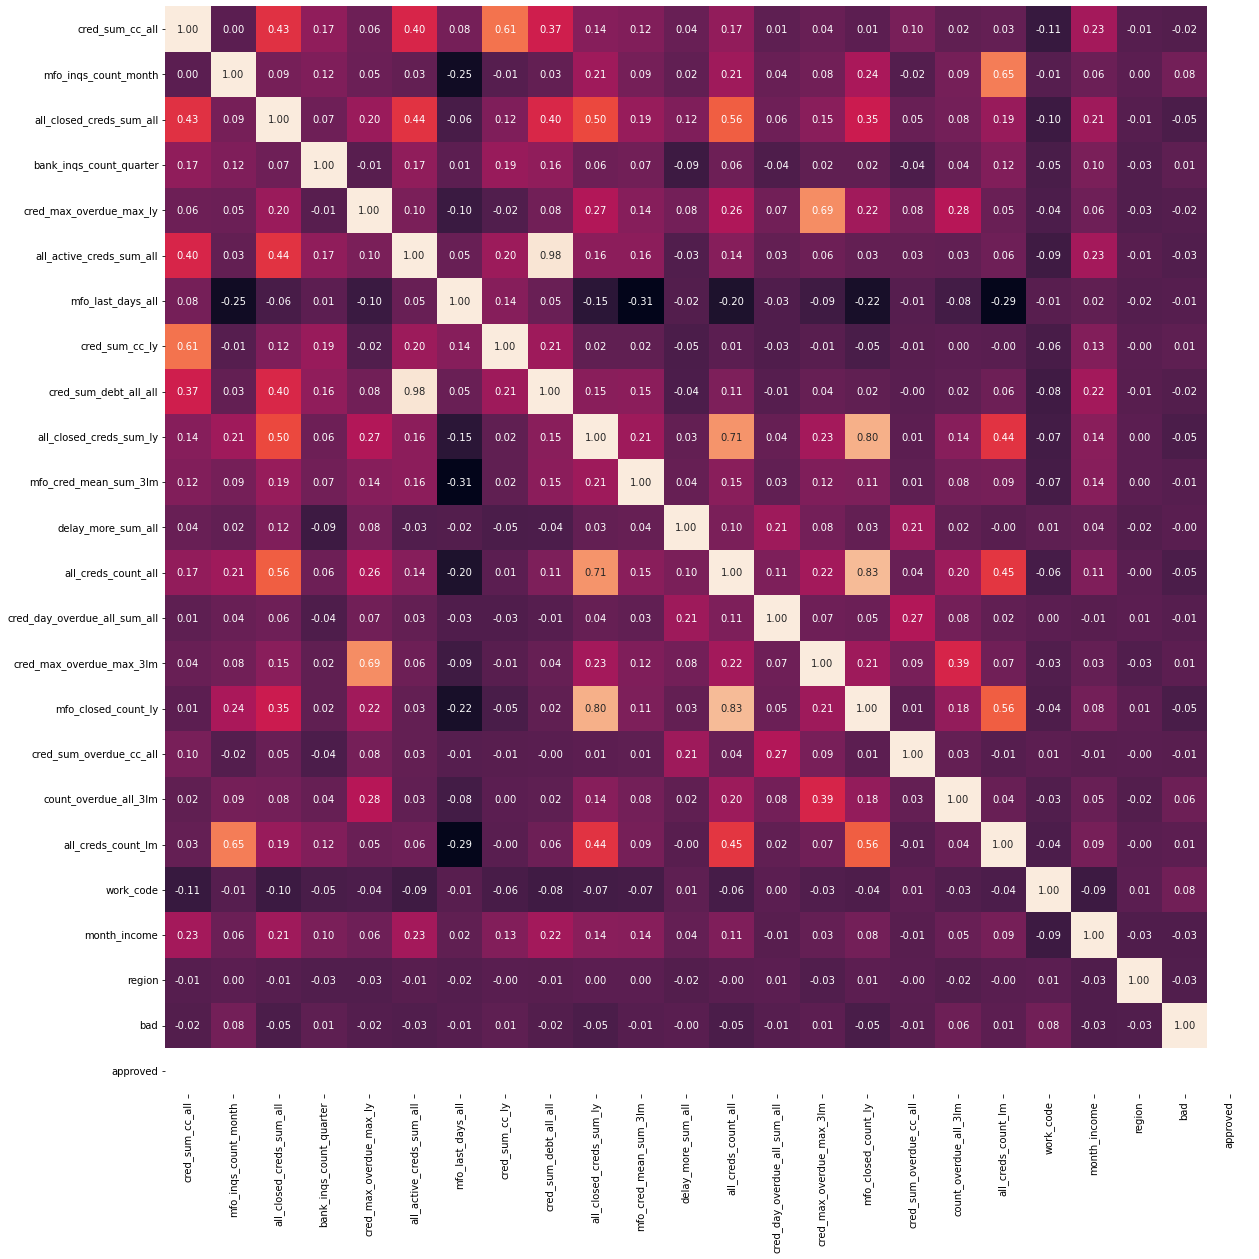 cred_sum_cc_all 1.00 0.00 0.43 0.17 0.06 0.40 0.08 0.61 0.37 0.14 0.12 0.04 0.17 0.01 0.04 0.01 0.10 0.02 0.03 -0.11 0.23 -0.01 -0.02
mfo_inqs_count_month 0.00 1.00 0.09 0.12 0.05 0.03 -0.25 -0.01 0.03 0.21 0.09 0.02 0.21 0.04 0.08 0.24 -0.02 0.09 0.65 -0.01 0.06 0.00 0.08
all_closed_creds_sum_all 0.43 0.09 1.00 0.07 0.20 0.44 -0.06 0.12 0.40 0.50 0.19 0.12 0.56 0.06 0.15 0.35 0.05 0.08 0.19 -0.10 0.21 -0.01 -0.05
bank_inqs_count_quarter 0.17 0.12 0.07 1.00 -0.01 0.17 0.01 0.19 0.16 0.06 0.07 -0.09 0.06 -0.04 0.02 0.02 -0.04 0.04 0.12 -0.05 0.10 -0.03 0.01
cred_max_overdue_max_ly 0.06 0.05 0.20 -0.01 1.00 0.10 -0.10 -0.02 0.08 0.27 0.14 0.08 0.26 0.07 0.69 0.22 0.08 0.28 0.05 -0.04 0.06 -0.03 -0.02
all_active_creds_sum_all 0.40 0.03 0.44 0.17 0.10 1.00 0.05 0.20 0.98 0.16 0.16 -0.03 0.14 0.03 0.06 0.03 0.03 0.03 0.06 -0.09 0.23 -0.01 -0.03
mfo_last_days_all 0.08 -0.25 -0.06 0.01 -0.10 0.05 1.00 0.14 0.05 -0.15 -0.31 -0.02 -0.20 -0.03 -0.09 -0.22 -0.01 -0.08 -0.29 -0.01 0.02 -0.02 -0.01
cred_sum_cc_ly 0.61 -0.01 0.12 0.19 -0.02 0.20 0.14 1.00 0.21 0.02 0.02 -0.05 0.01 -0.03 -0.01 -0.05 -0.01 0.00 -0.00 -0.06 0.13 -0.00 0.01
cred_sum_debt_all_all 0.37 0.03 0.40 0.16 0.08 0.98 0.05 0.21 1.00 0.15 0.15 -0.04 0.11 -0.01 0.04 0.02 -0.00 0.02 0.06 -0.08 0.22 -0.01 -0.02
all_closed_creds_sum_ly 0.14 0.21 0.50 0.06 0.27 0.16 -0.15 0.02 0.15 1.00 0.21 0.03 0.71 0.04 0.23 0.80 0.01 0.14 0.44 -0.07 0.14 0.00 -0.05
mfo_cred_mean_sum_3lm 0.12 0.09 0.19 0.07 0.14 0.16 -0.31 0.02 0.15 0.21 1.00 0.04 0.15 0.03 0.12 0.11 0.01 0.08 0.09 -0.07 0.14 0.00 -0.01
delay_more_sum_all 0.04 0.02 0.12 -0.09 0.08 -0.03 -0.02 -0.05 -0.04 0.03 0.04 1.00 0.10 0.21 0.08 0.03 0.21 0.02 -0.00 0.01 0.04 -0.02 -0.00
all_creds_count_all 0.17 0.21 0.56 0.06 0.26 0.14 -0.20 0.01 0.11 0.71 0.15 0.10 1.00 0.11 0.22 0.83 0.04 0.20 0.45 -0.06 0.11 -0.00 -0.05
cred_day_overdue_all_sum_all 0.01 0.04 0.06 -0.04 0.07 0.03 -0.03 -0.03 -0.01 0.04 0.03 0.21 0.11 1.00 0.07 0.05 0.27 0.08 0.02 0.00 -0.01 0.01 -0.01
cred_max_overdue_max_3lm 0.04 0.08 0.15 0.02 0.69 0.06 -0.09 -0.01 0.04 0.23 0.12 0.08 0.22 0.07 1.00 0.21 0.09 0.39 0.07 -0.03 0.03 -0.03 0.01
mfo_closed_count_ly 0.01 0.24 0.35 0.02 0.22 0.03 -0.22 -0.05 0.02 0.80 0.11 0.03 0.83 0.05 0.21 1.00 0.01 0.18 0.56 -0.04 0.08 0.01 -0.05
cred_sum_overdue_cc_all 0.10 -0.02 0.05 -0.04 0.08 0.03 -0.01 -0.01 -0.00 0.01 0.01 0.21 0.04 0.27 0.09 0.01 1.00 0.03 -0.01 0.01 -0.01 -0.00 -0.01
count_overdue_all_3lm 0.02 0.09 0.08 0.04 0.28 0.03 -0.08 0.00 0.02 0.14 0.08 0.02 0.20 0.08 0.39 0.18 0.03 1.00 0.04 -0.03 0.05 -0.02 0.06
all_creds_count_lm 0.03 0.65 0.19 0.12 0.05 0.06 -0.29 -0.00 0.06 0.44 0.09 -0.00 0.45 0.02 0.07 0.56 -0.01 0.04 1.00 -0.04 0.09 -0.00 0.01
work_code -0.11 -0.01 -0.10 -0.05 -0.04 -0.09 -0.01 -0.06 -0.08 -0.07 -0.07 0.01 -0.06 0.00 -0.03 -0.04 0.01 -0.03 -0.04 1.00 -0.09 0.01 0.08
month_income 0.23 0.06 0.21 0.10 0.06 0.23 0.02 0.13 0.22 0.14 0.14 0.04 0.11 -0.01 0.03 0.08 -0.01 0.05 0.09 -0.09 1.00 -0.03 -0.03
region -0.01 0.00 -0.01 -0.03 -0.03 -0.01 -0.02 -0.00 -0.01 0.00 0.00 -0.02 -0.00 0.01 -0.03 0.01 -0.00 -0.02 -0.00 0.01 -0.03 1.00 -0.03
bad -0.02 0.08 -0.05 0.01 -0.02 -0.03 -0.01 0.01 -0.02 -0.05 -0.01 -0.00 -0.05 -0.01 0.01 -0.05 -0.01 0.06 0.01 0.08 -0.03 -0.03 1.00
approved
cred_sum_cc_all
mfo_inqs_count_month
all_closed_creds_sum_all
bank_inqs_count_quarter
cred_max_overdue_max_ly
all_active_creds_sum_all
mfo_last_days_all
cred_sum_cc_ly
cred_sum_debt_all_all
all_closed_creds_sum_ly
mfo_cred_mean_sum_3lm
delay_more_sum_all
all_creds_count_all
cred_day_overdue_all_sum_all
cred_max_overdue_max_3lm
mfo_closed_count_ly
cred_sum_overdue_cc_all
count_overdue_all_3lm
all_creds_count_lm
work_code
month_income
region
bad
approved